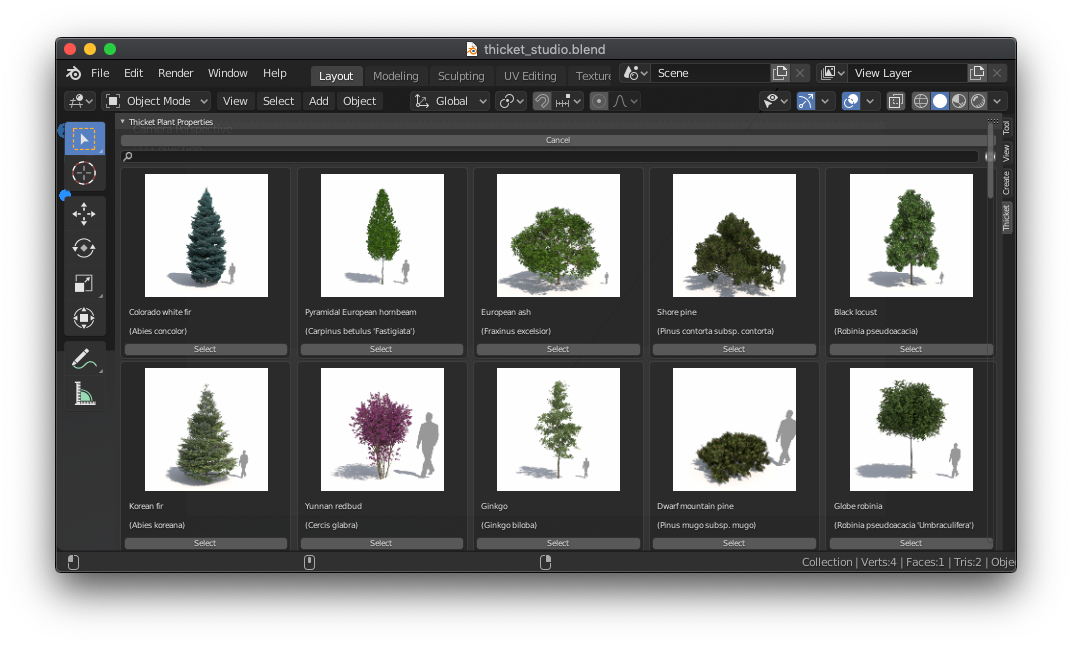 thicket_studio.blend
File Edit Render Window Help Layout Modeling Sculpting UV Editing Texture Scene View Layer
Object Mode View Select Add Object Global
Thicket Plant Properties
Cancel
Tool
View
Create
Thicket
Colorado white fir
(Abies concolor)
Select
Pyramidal European hornbeam
(Carpinus betulus 'Fastigiata')
Select
European ash
(Fraxinus excelsior)
Select
Shore pine
(Pinus contorta subsp. contorta)
Select
Black locust
(Robinia pseudoacacia)
Select
Korean fir
(Abies koreana)
Select
Yunnan redbud
(Cercis glabra)
Select
Ginkgo
(Ginkgo biloba)
Select
Dwarf mountain pine
(Pinus mugo subsp. mugo)
Select
Globe robinia
(Robinia pseudoacacia 'Umbraculifera')
Select
Collection | Verts:4 | Faces:1 | Tris:2 | Obje